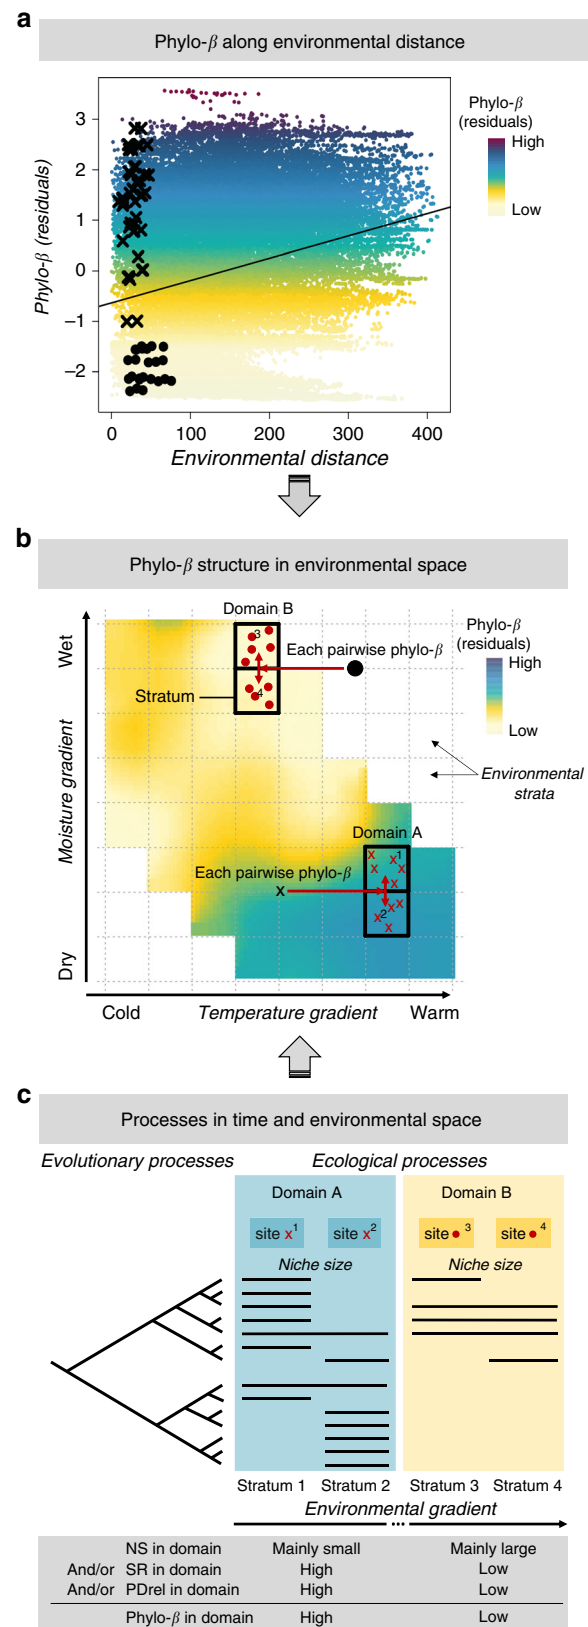 a
Phylo-β along environmental distance
Phylo-β
(residuals)
High
Low
Phylo-β (residuals)
3
2
1
0
−1
−2
0 100 200 300 400
Environmental distance
b
Phylo-β structure in environmental space
Domain B
Phylo-β
(residuals)
High
Low
Wet
Moisture gradient
Dry
3
4
Each pairwise phylo-β
Stratum
Environmental
strata
Domain A
Each pairwise phylo-β
x
1
2
Cold Temperature gradient Warm
c
Processes in time and environmental space
Evolutionary processes Ecological processes
Domain A Domain B
site x1 site x2 site ● 3 site ● 4
Niche size Niche size
Stratum 1 Stratum 2 Stratum 3 Stratum 4
Environmental gradient
NS in domain Mainly small Mainly large
And/or SR in domain High Low
And/or PDrel in domain High Low
Phylo-β in domain High Low